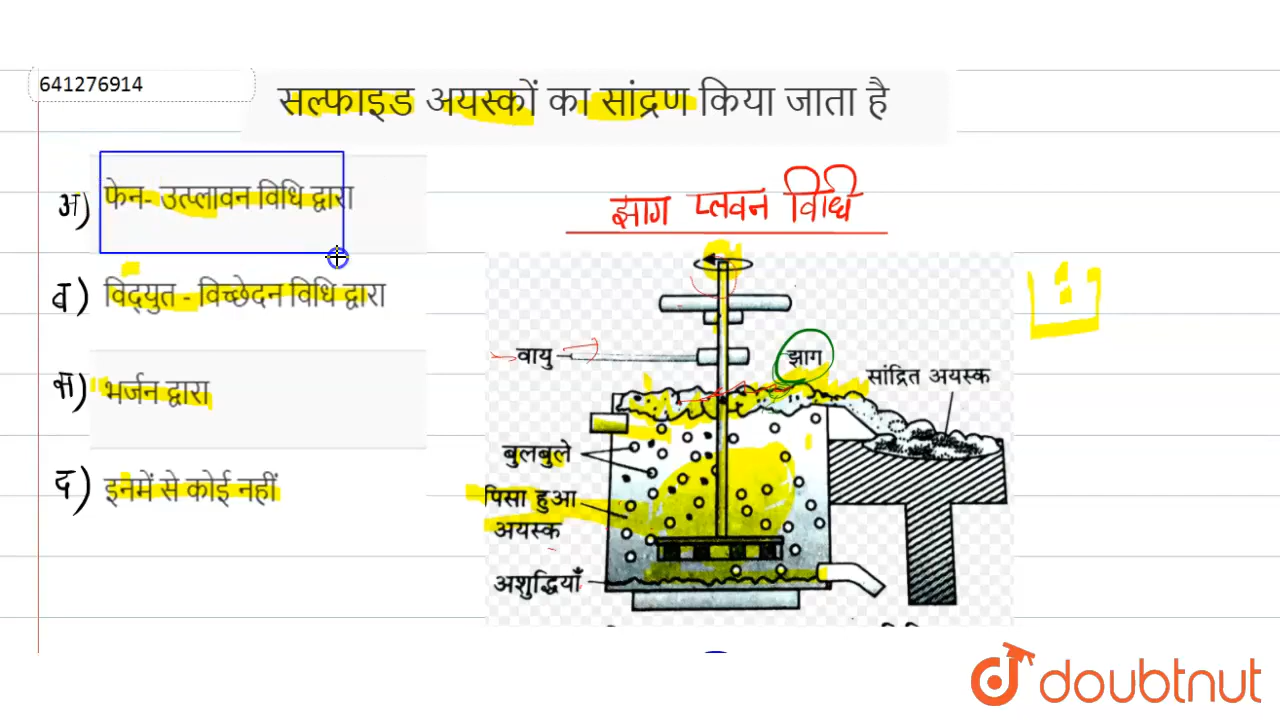 641276914
सल्फाइड अयस्कों का सांद्रण किया जाता है
अ) फेन- उत्प्लावन विधि द्वारा
ब) विद्युत - विच्छेदन विधि द्वारा
स) भर्जन द्वारा
द) इनमें से कोई नहीं
झाग प्लवन विधि
वायु
झाग
सांद्रित अयस्क
बुलबुले
पिसा हुआ
अयस्क
अशुद्धियाँ
doubtnut